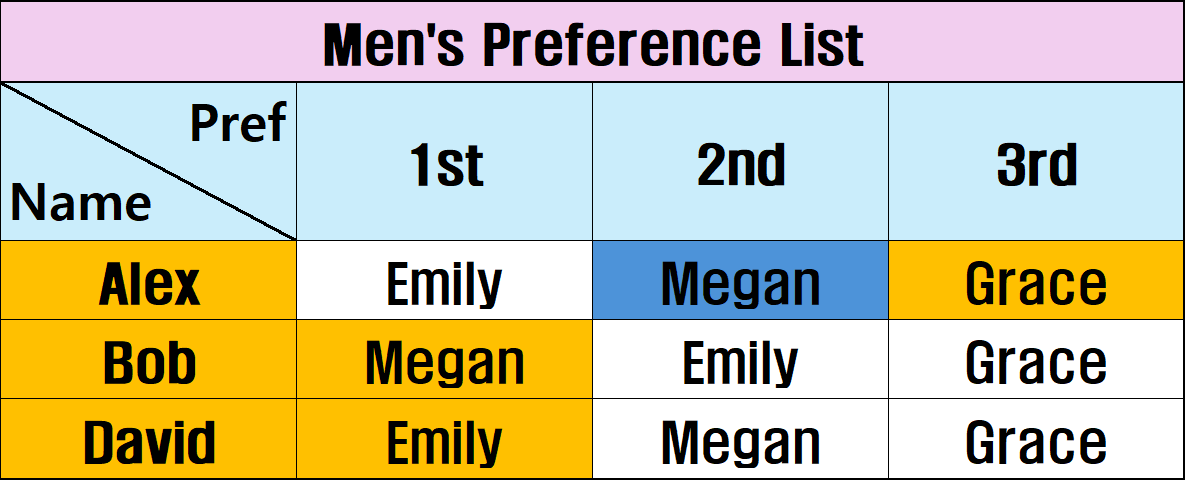 Men's Preference List
Pref
Name
1st 2nd 3rd
Alex Emily Megan Grace
Bob Megan Emily Grace
David Emily Megan Grace